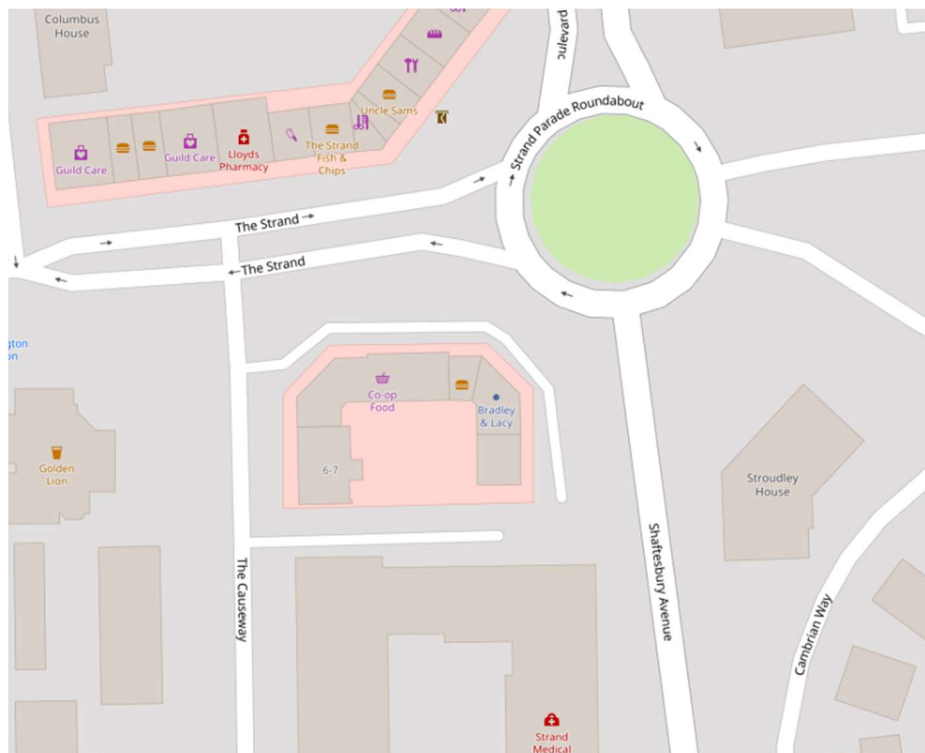 Columbus
House
Guild Care
Guild Care
Lloyds
Pharmacy
The Strand
Fish &
Chips
Uncle Sams
Strand Parade Roundabout
The Strand
The Strand
Co-op
Food
Bradley
& Lacy
6-7
Golden
Lion
Stroudley
House
The Causeway
Shaftesbury Avenue
Cambrian Way
Strand
Medical